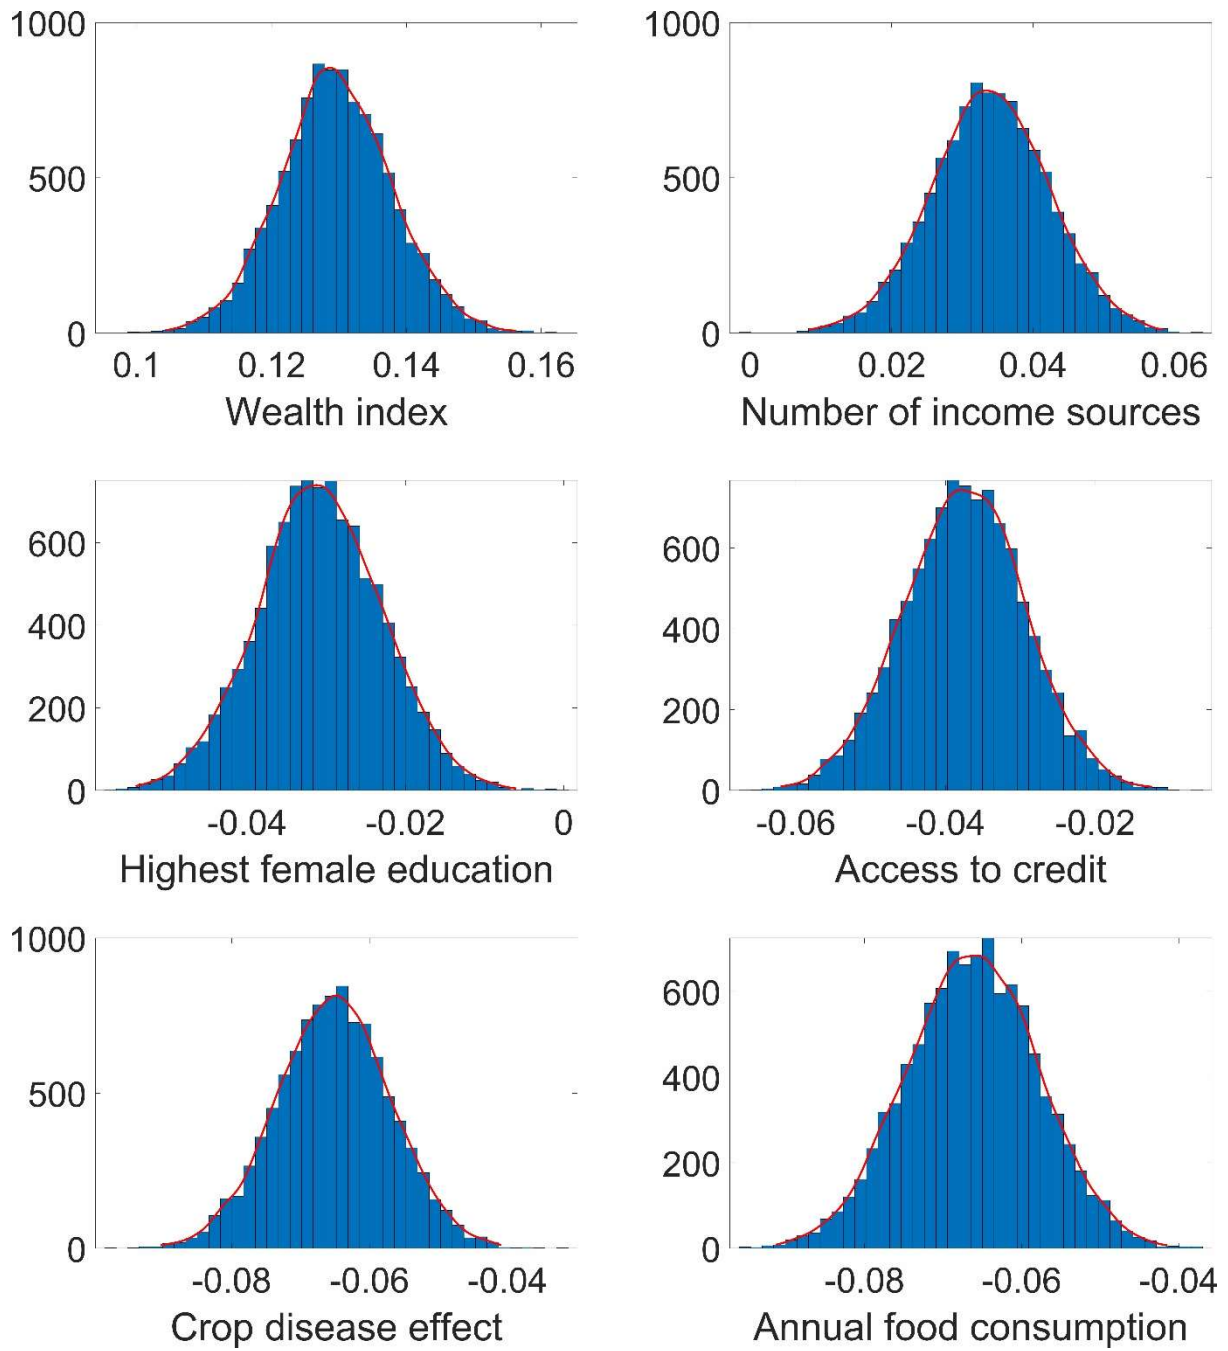 1000
500
0
0.1 0.12 0.14 0.16
Wealth index
1000
500
0
0 0.02 0.04 0.06
Number of income sources
600
400
200
0
-0.04 -0.02 0
Highest female education
600
400
200
0
-0.06 -0.04 -0.02
Access to credit
1000
500
0
-0.08 -0.06 -0.04
Crop disease effect
600
400
200
0
-0.08 -0.06 -0.04
Annual food consumption